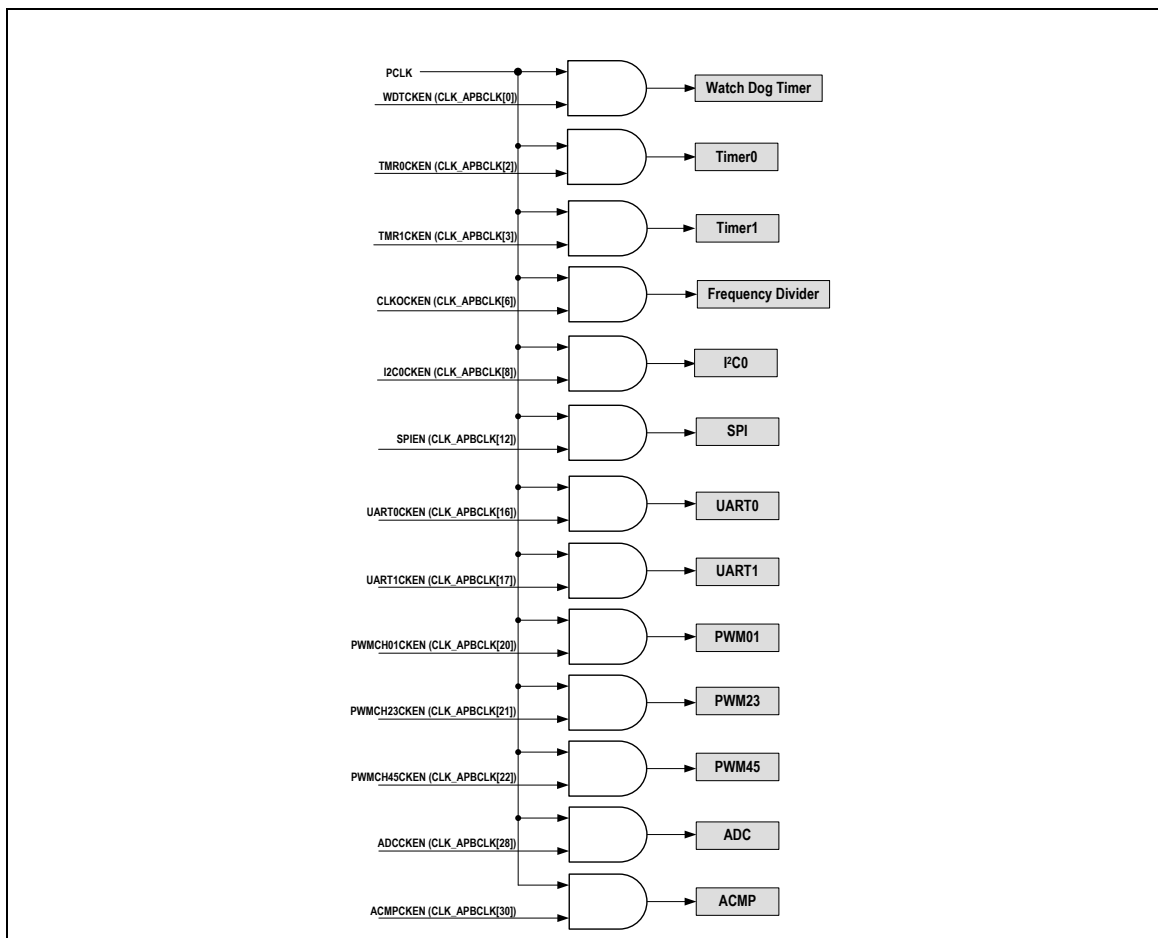 PCLK
WDTCKEN (CLK_APBCLK[0])
Watch Dog Timer
TMR0CKEN (CLK_APBCLK[2])
Timer0
TMR1CKEN (CLK_APBCLK[3])
Timer1
CLKOCKEN (CLK_APBCLK[6])
Frequency Divider
I2C0CKEN (CLK_APBCLK[8])
I²C0
SPIEN (CLK_APBCLK[12])
SPI
UART0CKEN (CLK_APBCLK[16])
UART0
UART1CKEN (CLK_APBCLK[17])
UART1
PWMCH01CKEN (CLK_APBCLK[20])
PWM01
PWMCH23CKEN (CLK_APBCLK[21])
PWM23
PWMCH45CKEN (CLK_APBCLK[22])
PWM45
ADCCKEN (CLK_APBCLK[28])
ADC
ACMPCKEN (CLK_APBCLK[30])
ACMP